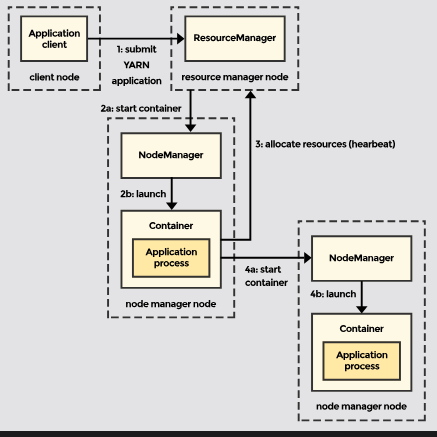 Application
client
client node
1: submit
YARN
application
ResourceManager
resource manager node
2a: start container
NodeManager
2b: launch
Container
Application
process
node manager node
3: allocate resources (hearbeat)
4a: start
container
NodeManager
4b: launch
Container
Application
process
node manager node